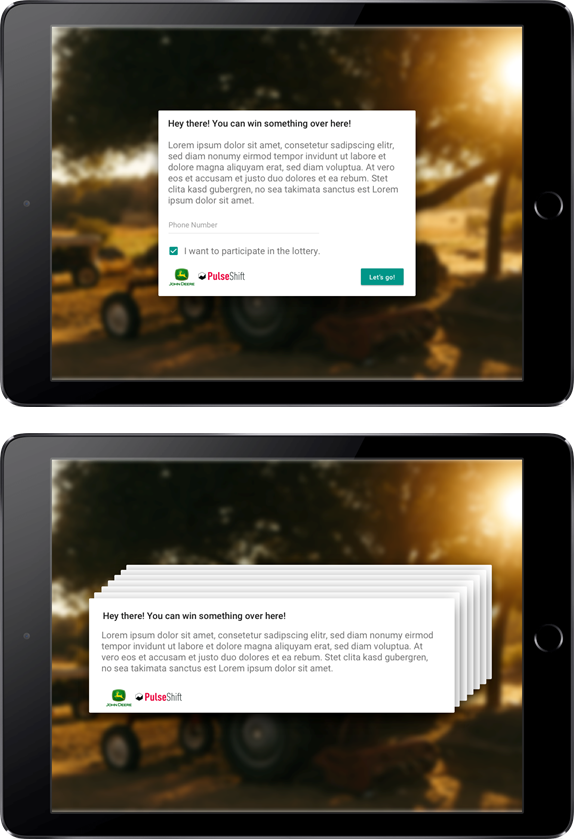 Hey there! You can win something over here!
Lorem ipsum dolor sit amet, consetetur sadipscing elitr,
sed diam nonumy eirmod tempor invidunt ut labore et
dolore magna aliquyam erat, sed diam voluptua. At vero
eos et accusam et justo duo dolores et ea rebum. Stet
clita kasd gubergren, no sea takimata sanctus est Lorem
ipsum dolor sit amet.
Phone Number
I want to participate in the lottery.
JOHN DEERE PulseShift Let's go!
Hey there! You can win something over here!
Lorem ipsum dolor sit amet, consetetur sadipscing elitr, sed diam nonumy eirmod
tempor invidunt ut labore et dolore magna aliquyam erat, sed diam voluptua. At
vero eos et accusam et justo duo dolores et ea rebum. Stet clita kasd gubergren,
no sea takimata sanctus est Lorem ipsum dolor sit amet.
JOHN DEERE PulseShift